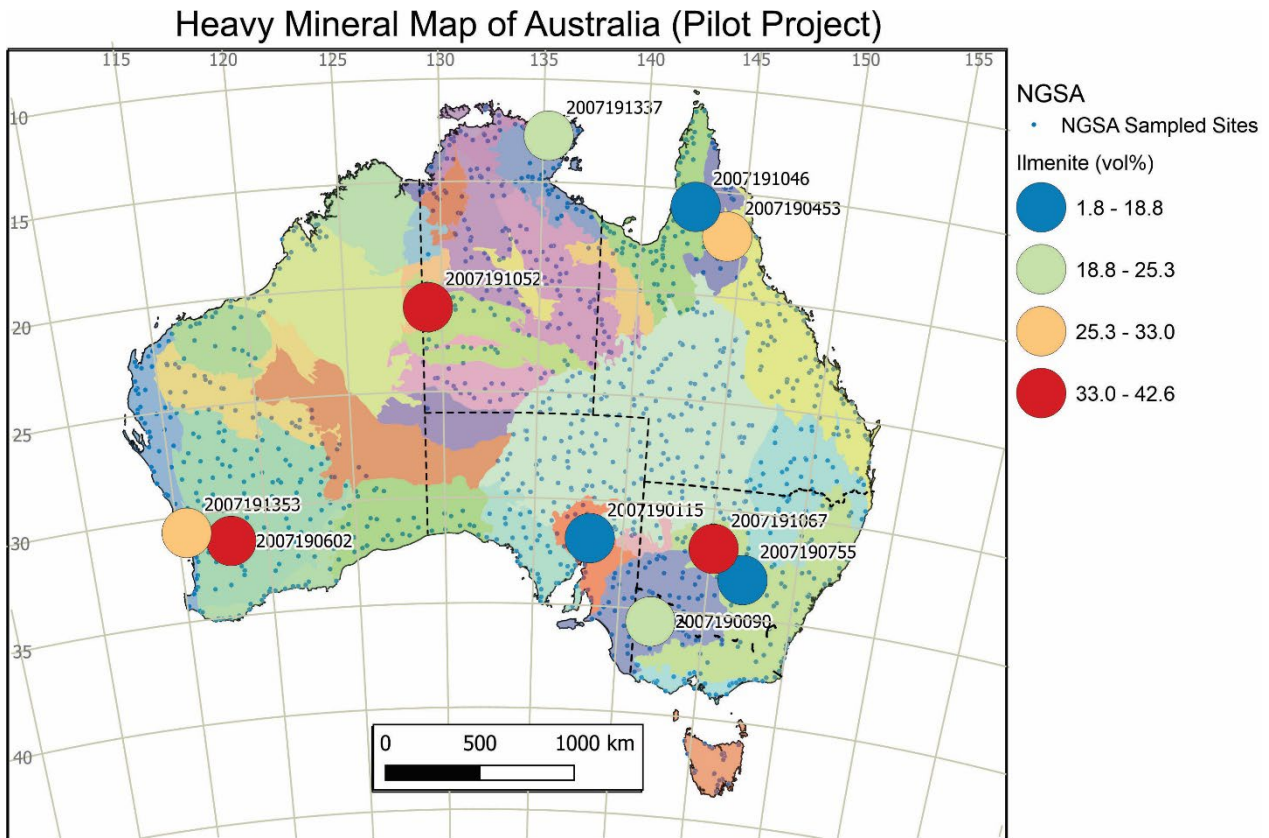 Heavy Mineral Map of Australia (Pilot Project)
115
120
125
130
135
140
145
150
155
10
15
20
25
30
35
40
2007191337
2007191046
2007190453
2007191052
2007191353
2007190602
2007190115
2007191067
2007190755
2007190090
0 500 1000 km
NGSA
NGSA Sampled Sites
Ilmenite (vol%)
1.8 - 18.8
18.8 - 25.3
25.3 - 33.0
33.0 - 42.6